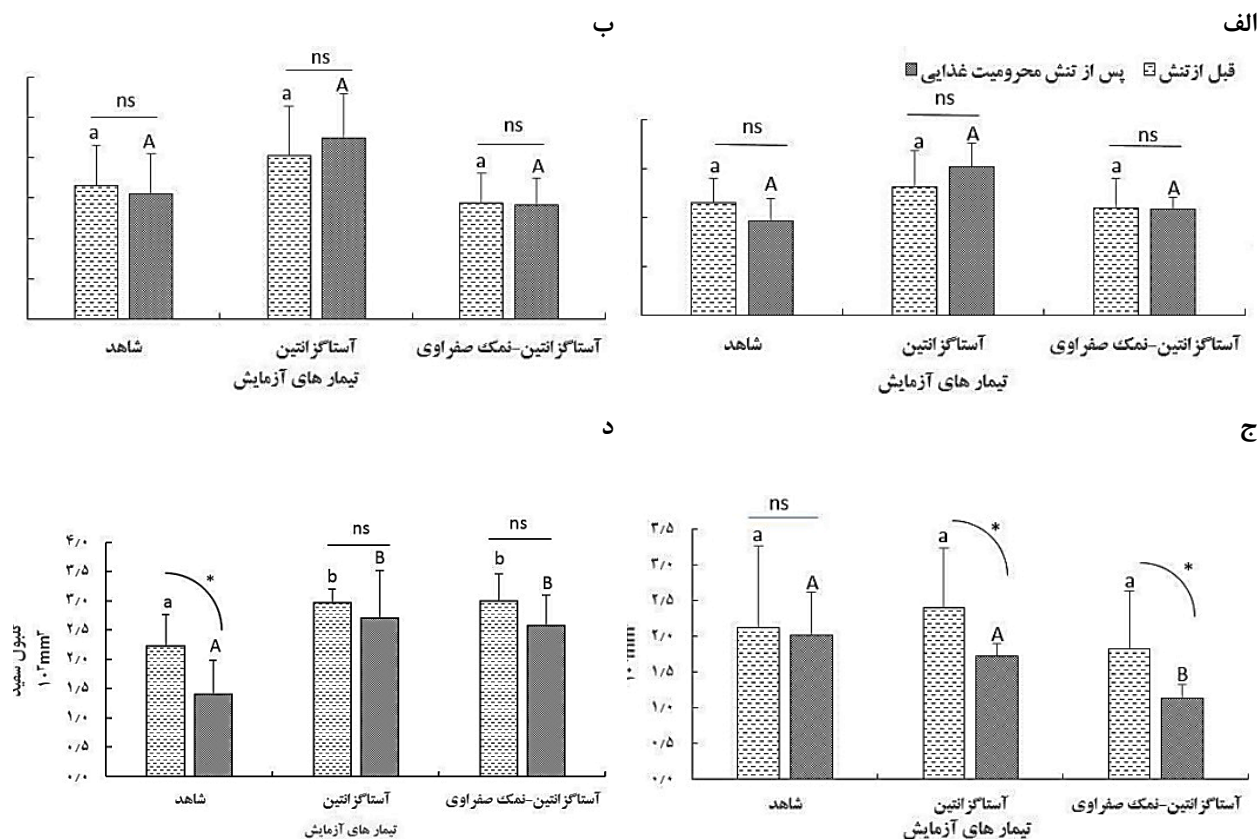 الف
قبل ازتنش
پس از تنش محرومیت غذایی
ns
a
A
ns
a
A
ns
a
A
شاهد
آستاگزانتین
آستاگزانتین-نمک صفراوی
تیمار های آزمایش
ب
ns
a
A
ns
a
A
ns
a
A
شاهد
آستاگزانتین
آستاگزانتین-نمک صفراوی
تیمار های آزمایش
ج
۳٫۵
۳٫۰
۲٫۵
۲٫۰
۱٫۵
۱٫۰
۰٫۵
۰٫۰
ns
a
A
*
a
A
*
a
B
شاهد
آستاگزانتین
آستاگزانتین-نمک صفراوی
تیمار های آزمایش
د
سفید
۴٫۰
۳٫۵
۳٫۰
۲٫۵
۲٫۰
۱٫۵
۱٫۰
۰٫۵
۰٫۰
*
a
A
ns
b
B
ns
b
B
شاهد
آستاگزانتین
آستاگزانتین-نمک صفراوی
تیمار های آزمایش